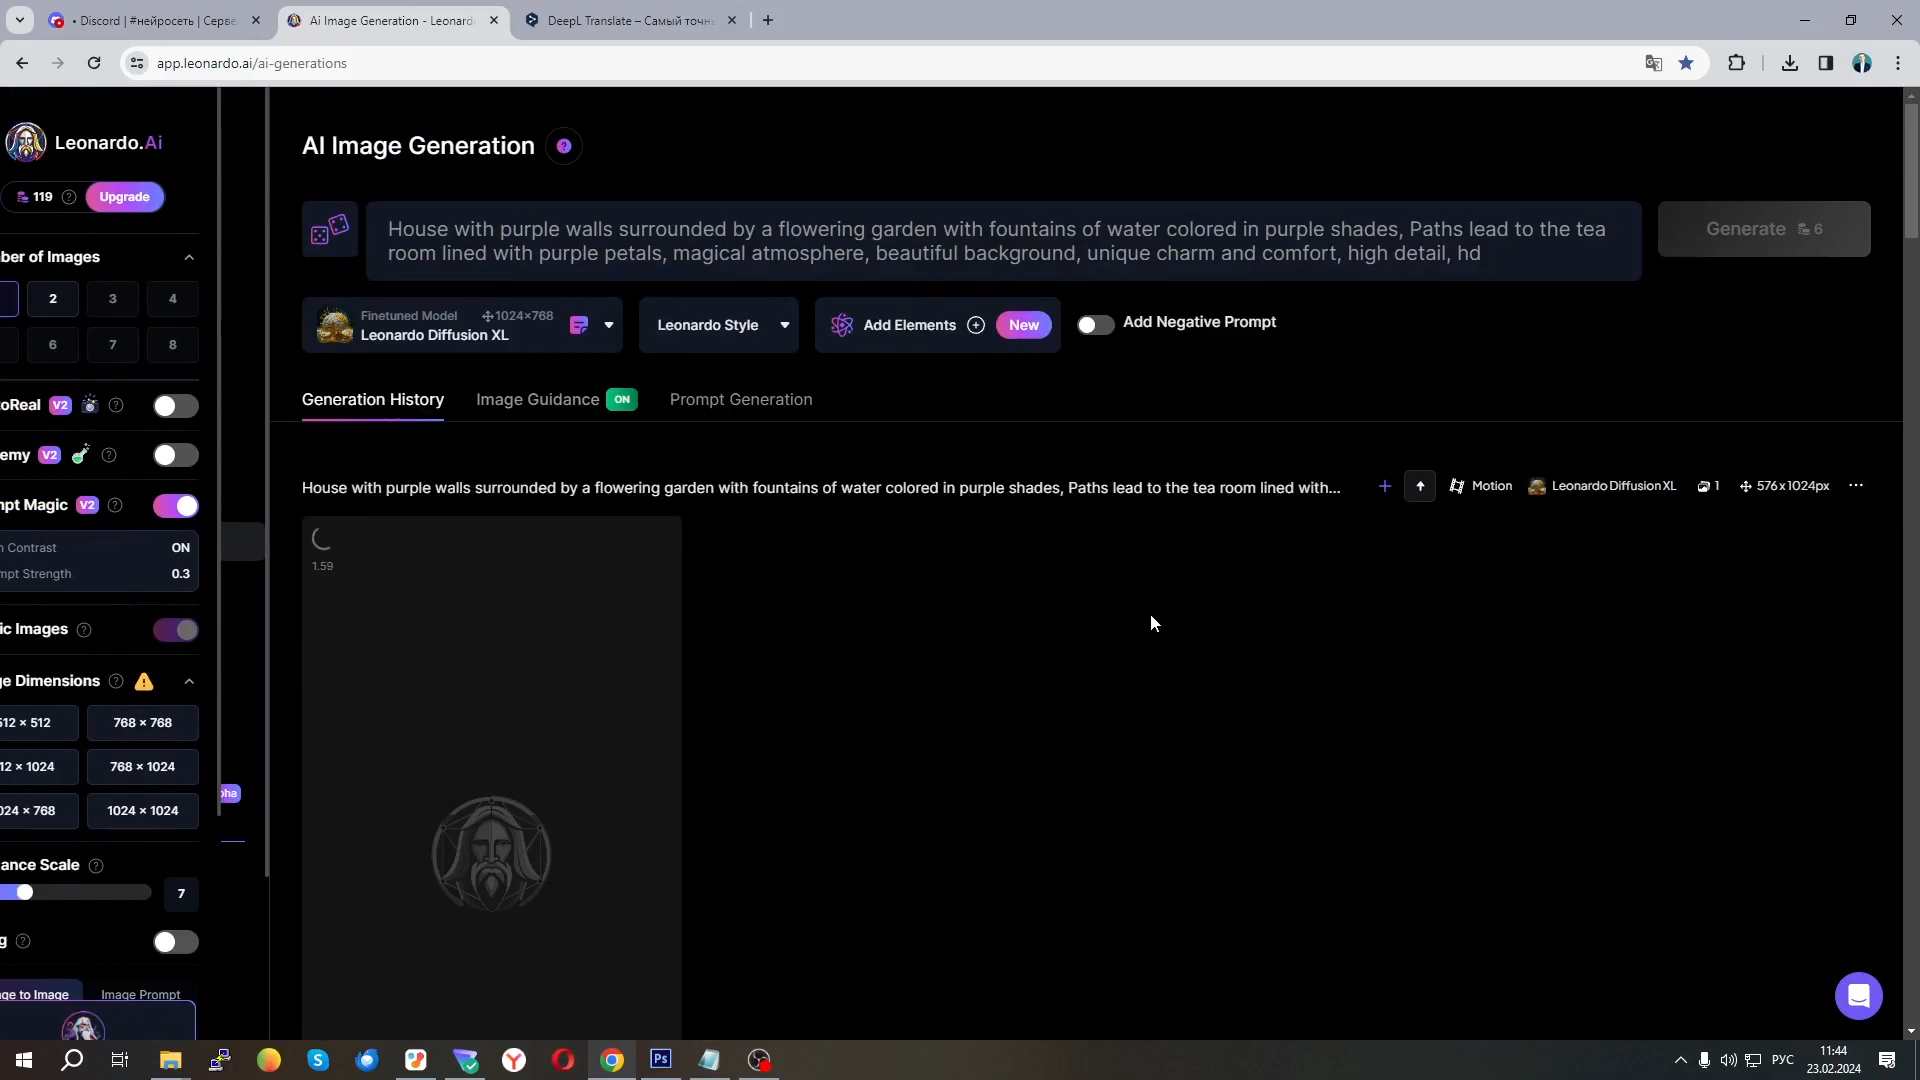 • Discord | #нейросеть | Серве
Ai Image Generation - Leonardo
DeepL Translate – Самый точн
app.leonardo.ai/ai-generations
Leonardo.Ai
119
Upgrade
ber of Images
2
3
4
6
7
8
oReal V2
emy V2
npt Magic V2
n Contrast ON
mpt Strength 0.3
ic Images
ge Dimensions
512 × 512
768 × 768
12 × 1024
768 × 1024
024 × 768
1024 × 1024
ance Scale
7
g
ge to Image
Image Prompt
pha
AI Image Generation
House with purple walls surrounded by a flowering garden with fountains of water colored in purple shades, Paths lead to the tea
room lined with purple petals, magical atmosphere, beautiful background, unique charm and comfort, high detail, hd
Generate 6
Finetuned Model 1024×768
Leonardo Diffusion XL
Leonardo Style
Add Elements New
Add Negative Prompt
Generation History
Image Guidance ON
Prompt Generation
House with purple walls surrounded by a flowering garden with fountains of water colored in purple shades, Paths lead to the tea room lined with...
Motion
Leonardo Diffusion XL
1
576x1024px
1.59
Ps
РУС
11:44
23.02.2024